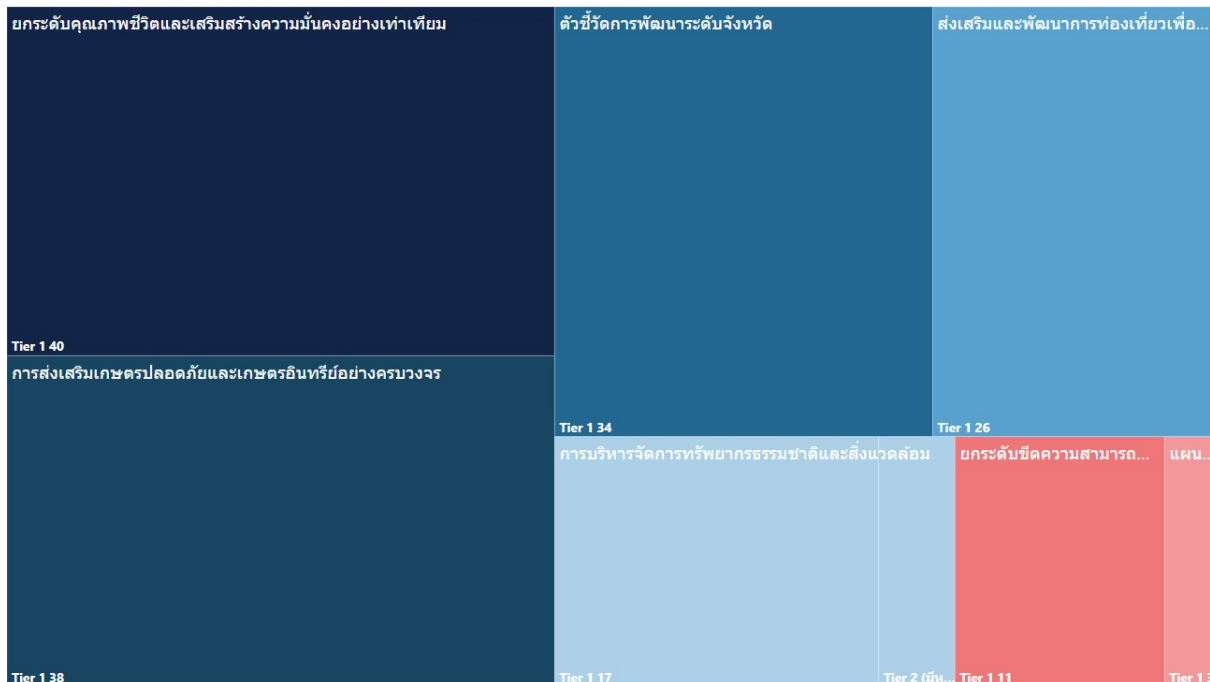 ยกระดับคุณภาพชีวิตและเสริมสร้างความมั่นคงอย่างเท่าเทียม
Tier 1 40
การส่งเสริมเกษตรปลอดภัยและเกษตรอินทรีย์อย่างครบวงจร
Tier 1 38
ตัวชี้วัดการพัฒนาระดับจังหวัด
Tier 1 34
ส่งเสริมและพัฒนาการท่องเที่ยวเพื่อ...
Tier 1 26
การบริหารจัดการทรัพยากรธรรมชาติและสิ่งแวดล้อม
Tier 1 17
Tier 2 (มีห...
ยกระดับขีดความสามารถ...
Tier 1 11
แผน...
Tier 1